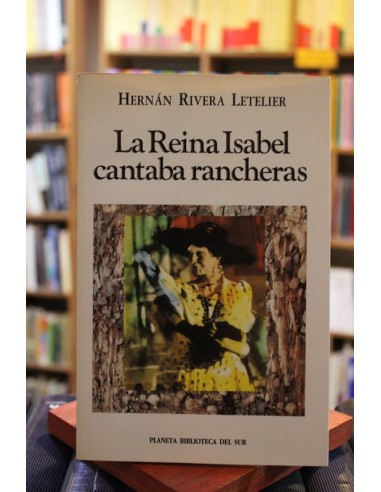 HERNÁN RIVERA LETELIER
La Reina Isabel
cantaba rancheras
PLANETA BIBLIOTECA DEL SUR